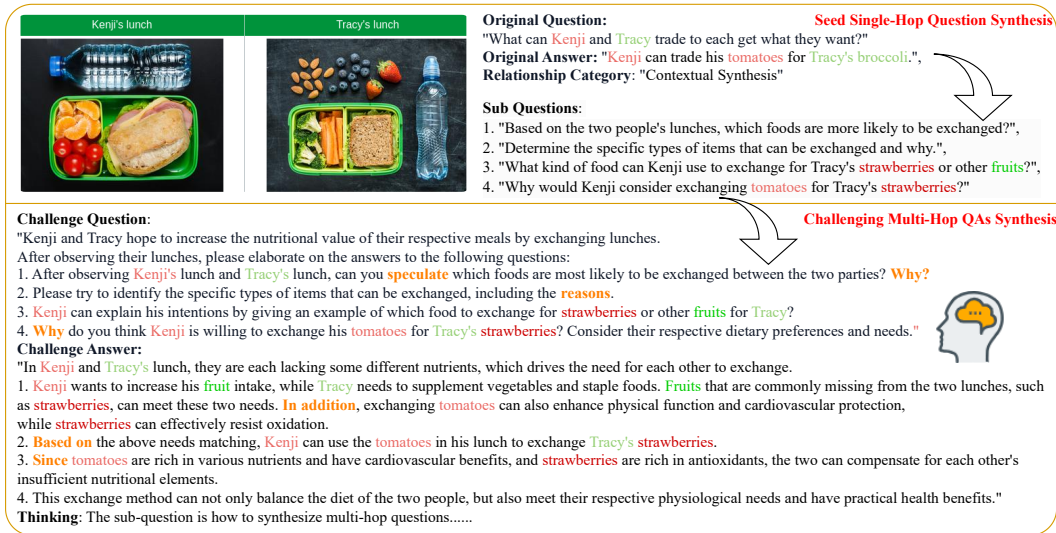 Kenji's lunch
Tracy's lunch
Original Question:
Seed Single-Hop Question Synthesis
"What can Kenji and Tracy trade to each get what they want?"
Original Answer: "Kenji can trade his tomatoes for Tracy's broccoli.",
Relationship Category: "Contextual Synthesis"
Sub Questions:
1. "Based on the two people's lunches, which foods are more likely to be exchanged?",
2. "Determine the specific types of items that can be exchanged and why.",
3. "What kind of food can Kenji use to exchange for Tracy's strawberries or other fruits?",
4. "Why would Kenji consider exchanging tomatoes for Tracy's strawberries?"
Challenge Question:
Challenging Multi-Hop QAs Synthesis
"Kenji and Tracy hope to increase the nutritional value of their respective meals by exchanging lunches.
After observing their lunches, please elaborate on the answers to the following questions:
1. After observing Kenji's lunch and Tracy's lunch, can you speculate which foods are most likely to be exchanged between the two parties? Why?
2. Please try to identify the specific types of items that can be exchanged, including the reasons.
3. Kenji can explain his intentions by giving an example of which food to exchange for strawberries or other fruits for Tracy?
4. Why do you think Kenji is willing to exchange his tomatoes for Tracy's strawberries? Consider their respective dietary preferences and needs."
Challenge Answer:
"In Kenji and Tracy's lunch, they are each lacking some different nutrients, which drives the need for each other to exchange.
1. Kenji wants to increase his fruit intake, while Tracy needs to supplement vegetables and staple foods. Fruits that are commonly missing from the two lunches, such
as strawberries, can meet these two needs. In addition, exchanging tomatoes can also enhance physical function and cardiovascular protection,
while strawberries can effectively resist oxidation.
2. Based on the above needs matching, Kenji can use the tomatoes in his lunch to exchange Tracy's strawberries.
3. Since tomatoes are rich in various nutrients and have cardiovascular benefits, and strawberries are rich in antioxidants, the two can compensate for each other's
insufficient nutritional elements.
4. This exchange method can not only balance the diet of the two people, but also meet their respective physiological needs and have practical health benefits."
Thinking: The sub-question is how to synthesize multi-hop questions......